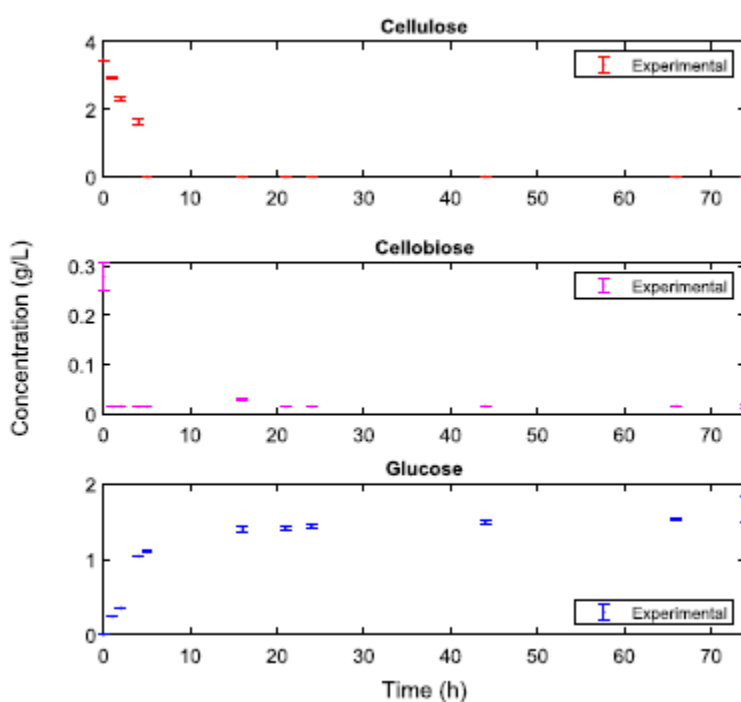 Cellulose
4
2
0
Experimental
0 10 20 30 40 50 60 70
Cellobiose
0.3
0.2
0.1
0
Experimental
0 10 20 30 40 50 60 70
Concentration (g/L)
Glucose
2
1
0
Experimental
0 10 20 30 40 50 60 70
Time (h)